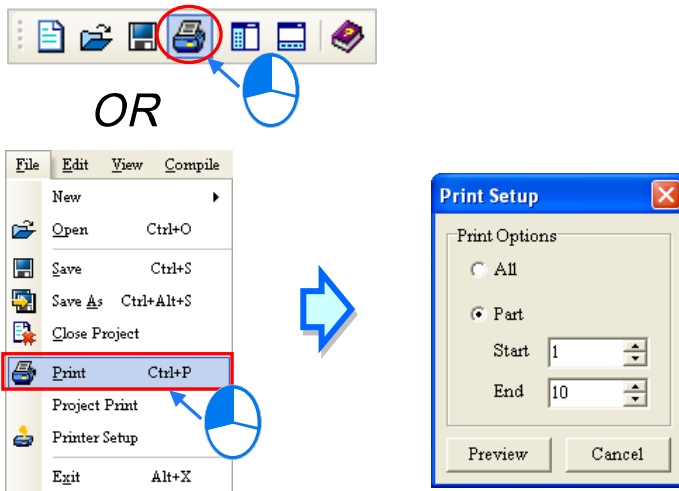 OR
File Edit View Compile
New
Open Ctrl+O
Save Ctrl+S
Save As Ctrl+Alt+S
Close Project
Print Ctrl+P
Project Print
Printer Setup
Exit Alt+X
Print Setup
Print Options
All
Part
Start 1
End 10
Preview Cancel